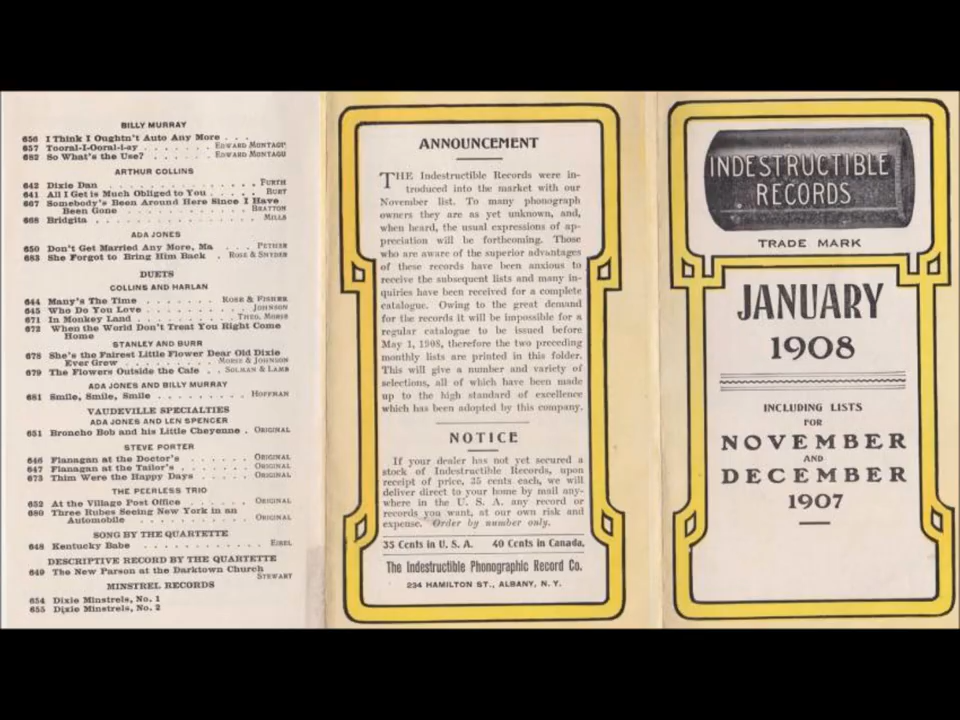 BILLY MURRAY
656 I Think I Oughtn't Auto Any More . . .
657 Tooral-I-Ooral-i-ay . . . . . . . EDWARD MONTAGU
682 So What's the Use? . . . . . . EDWARD MONTAGU
ARTHUR COLLINS
642 Dixie Dan . . . . . . . . . . . . . . FURTH
641 All I Get is Much Obliged to You . . . . . BURT
667 Somebody's Been Around Here Since I Have
Been Gone . . . . . . . . . . . . BRATTON
668 Bridgita . . . . . . . . . . . . . . . MILLS
ADA JONES
650 Don't Get Married Any More, Ma . . . PETHER
683 She Forgot to Bring Him Back . ROSE & SNYDER
DUETS
COLLINS AND HARLAN
644 Many's The Time . . . . . . . ROSE & FISHER
645 Who Do You Love . . . . . . . . . JOHNSON
671 In Monkey Land . . . . . . . . . THEO. MORSE
672 When the World Don't Treat You Right Come
Home
STANLEY AND BURR
678 She's the Fairest Little Flower Dear Old Dixie
Ever Grew . . . . . . . . . MORSE & JOHNSON
679 The Flowers Outside the Cafe . . SOLMAN & LAMB
ADA JONES AND BILLY MURRAY
681 Smile, Smile, Smile . . . . . . . . . HOFFMAN
VAUDEVILLE SPECIALTIES
ADA JONES AND LEN SPENCER
651 Broncho Bob and his Little Cheyenne . ORIGINAL
STEVE PORTER
646 Flanagan at the Doctor's . . . . . . ORIGINAL
647 Flanagan at the Tailor's . . . . . . . ORIGINAL
673 Thim Were the Happy Days . . . . . ORIGINAL
THE PEERLESS TRIO
652 At the Village Post Office . . . . . . ORIGINAL
680 Three Rubes Seeing New York in an
Automobile . . . . . . . . . . . ORIGINAL
SONG BY THE QUARTETTE
648 Kentucky Babe . . . . . . . . . . . . EIBEL
DESCRIPTIVE RECORD BY THE QUARTETTE
649 The New Parson at the Darktown Church
STEWART
MINSTREL RECORDS
654 Dixie Minstrels, No. 1
655 Dixie Minstrels, No. 2
ANNOUNCEMENT
THE Indestructible Records were in-
troduced into the market with our
November list. To many phonograph
owners they are as yet unknown, and,
when heard, the usual expressions of ap-
preciation will be forthcoming. Those
who are aware of the superior advantages
of these records have been anxious to
receive the subsequent lists and many in-
quiries have been received for a complete
catalogue. Owing to the great demand
for the records it will be impossible for a
regular catalogue to be issued before
May 1, 1908, therefore the two preceding
monthly lists are printed in this folder.
This will give a number and variety of
selections, all of which have been made
up to the high standard of excellence
which has been adopted by this company.
NOTICE
If your dealer has not yet secured a
stock of Indestructible Records, upon
receipt of price, 35 cents each, we will
deliver direct to your home by mail any-
where in the U. S. A. any record or
records you want, at our own risk and
expense. Order by number only.
35 Cents in U. S. A. 40 Cents in Canada,
The Indestructible Phonographic Record Co.
234 HAMILTON ST., ALBANY, N. Y.
INDESTRUCTIBLE
RECORDS
TRADE MARK
JANUARY
1908
INCLUDING LISTS
FOR
NOVEMBER
AND
DECEMBER
1907